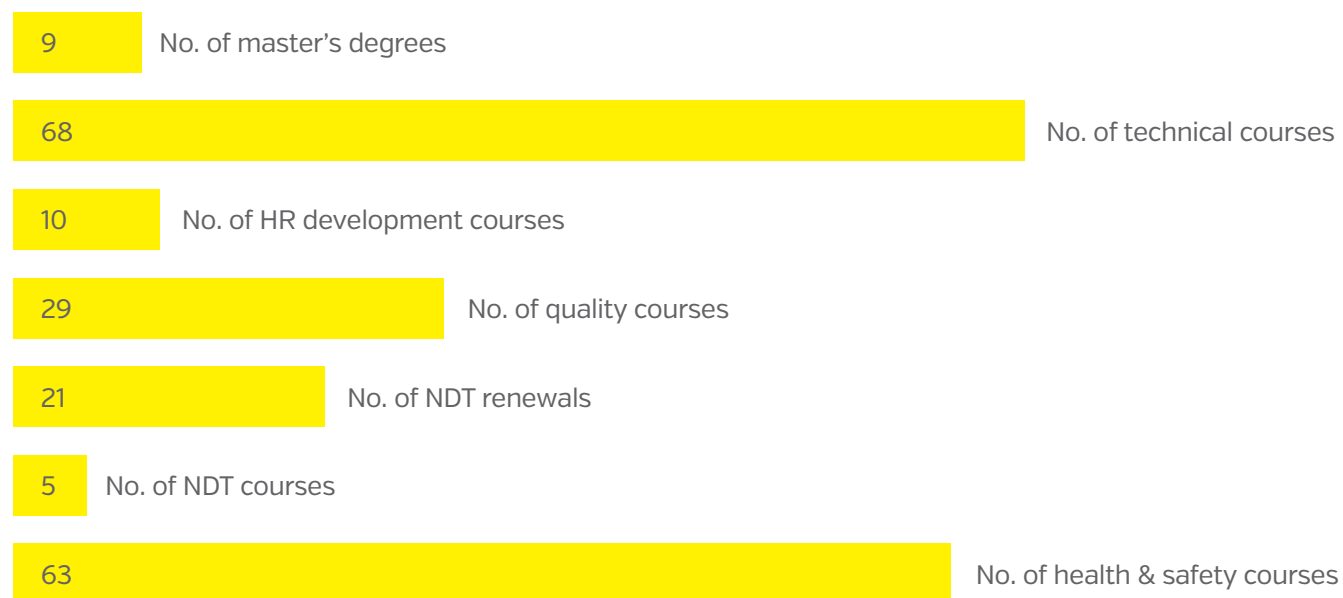 9 No. of master’s degrees
68 No. of technical courses
10 No. of HR development courses
29 No. of quality courses
21 No. of NDT renewals
5 No. of NDT courses
63 No. of health & safety courses